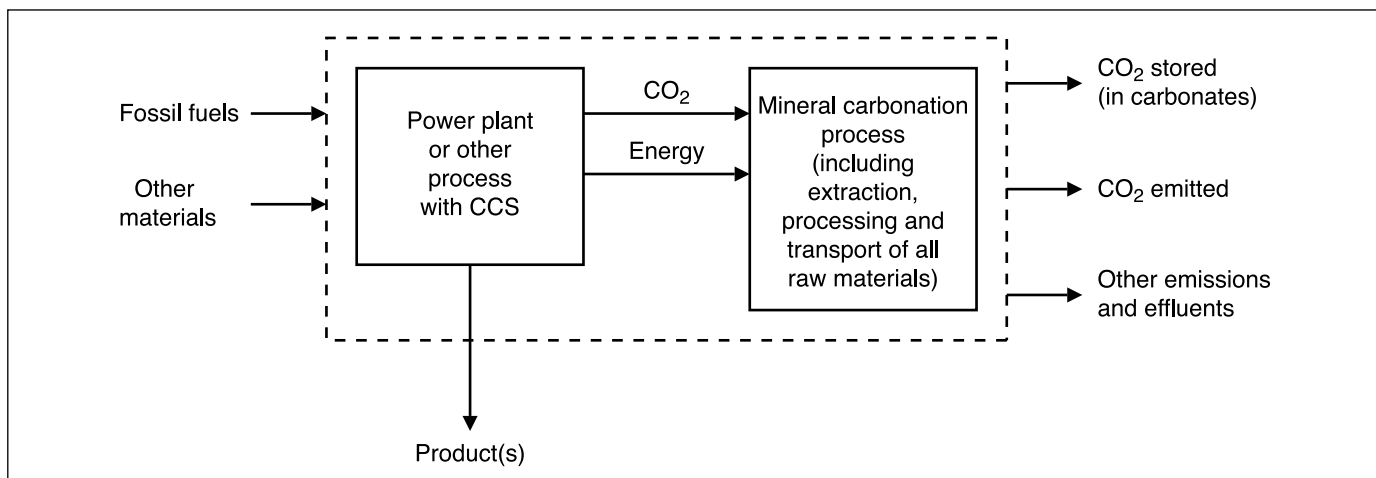 Fossil fuels
Other
materials
Power plant
or other
process
with CCS
CO₂
Energy
Mineral carbonation
process
(including
extraction,
processing and
transport of all
raw materials)
CO₂ stored
(in carbonates)
CO₂ emitted
Other emissions
and effluents
Product(s)